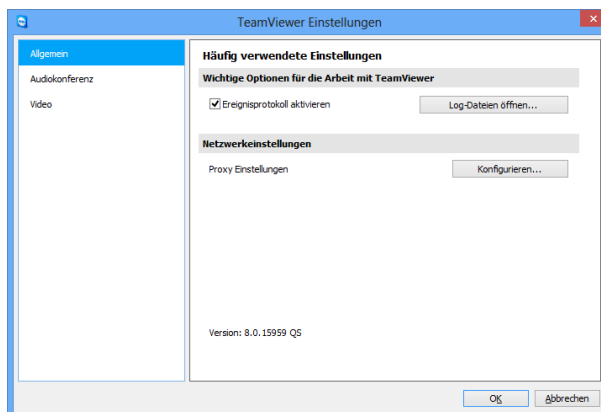 TeamViewer Einstellungen
Allgemein
Audiokonferenz
Video
Häufig verwendete Einstellungen
Wichtige Optionen für die Arbeit mit TeamViewer
Ereignisprotokoll aktivieren
Log-Dateien öffnen...
Netzwerkeinstellungen
Proxy Einstellungen
Konfigurieren...
Version: 8.0.15959 QS
OK
Abbrechen